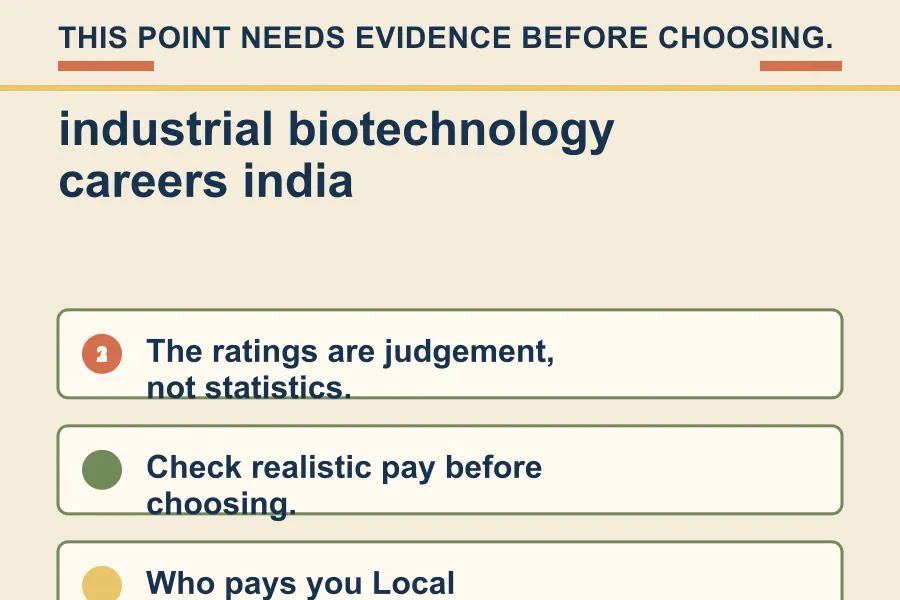 THIS POINT NEEDS EVIDENCE BEFORE CHOOSING.
industrial biotechnology
careers india
The ratings are judgement,
not statistics.
Check realistic pay before
choosing.
Who pays you Local